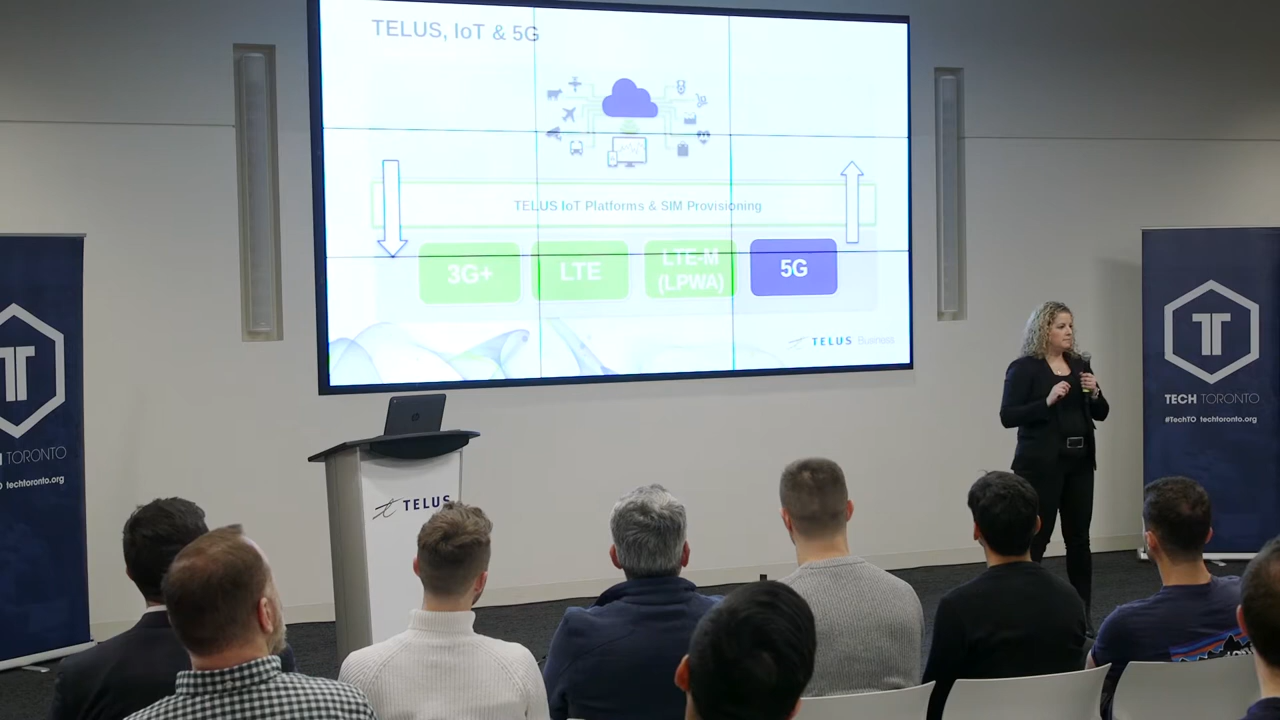 TELUS, IoT & 5G
TELUS IoT Platforms & SIM Provisioning
3G+
LTE
LTE-M
(LPWA)
5G
TELUS Business
TORONTO
techtoronto.org
hp
TELUS
TECH TORONTO
#TechTO techtoronto.org